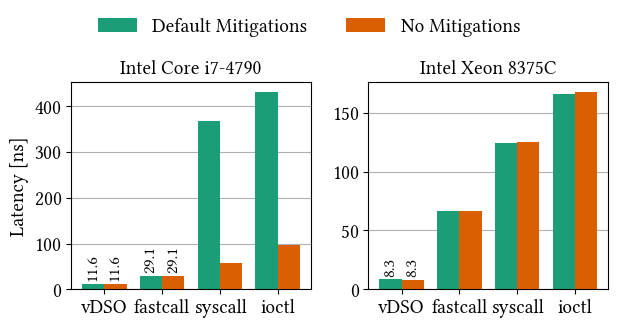 Default Mitigations No Mitigations
Intel Core i7-4790
Latency [ns]
400
300
200
100
0
11.6 11.6 29.1 29.1
vDSO fastcall syscall ioctl
Intel Xeon 8375C
150
100
50
0
8.3 8.3
vDSO fastcall syscall ioctl